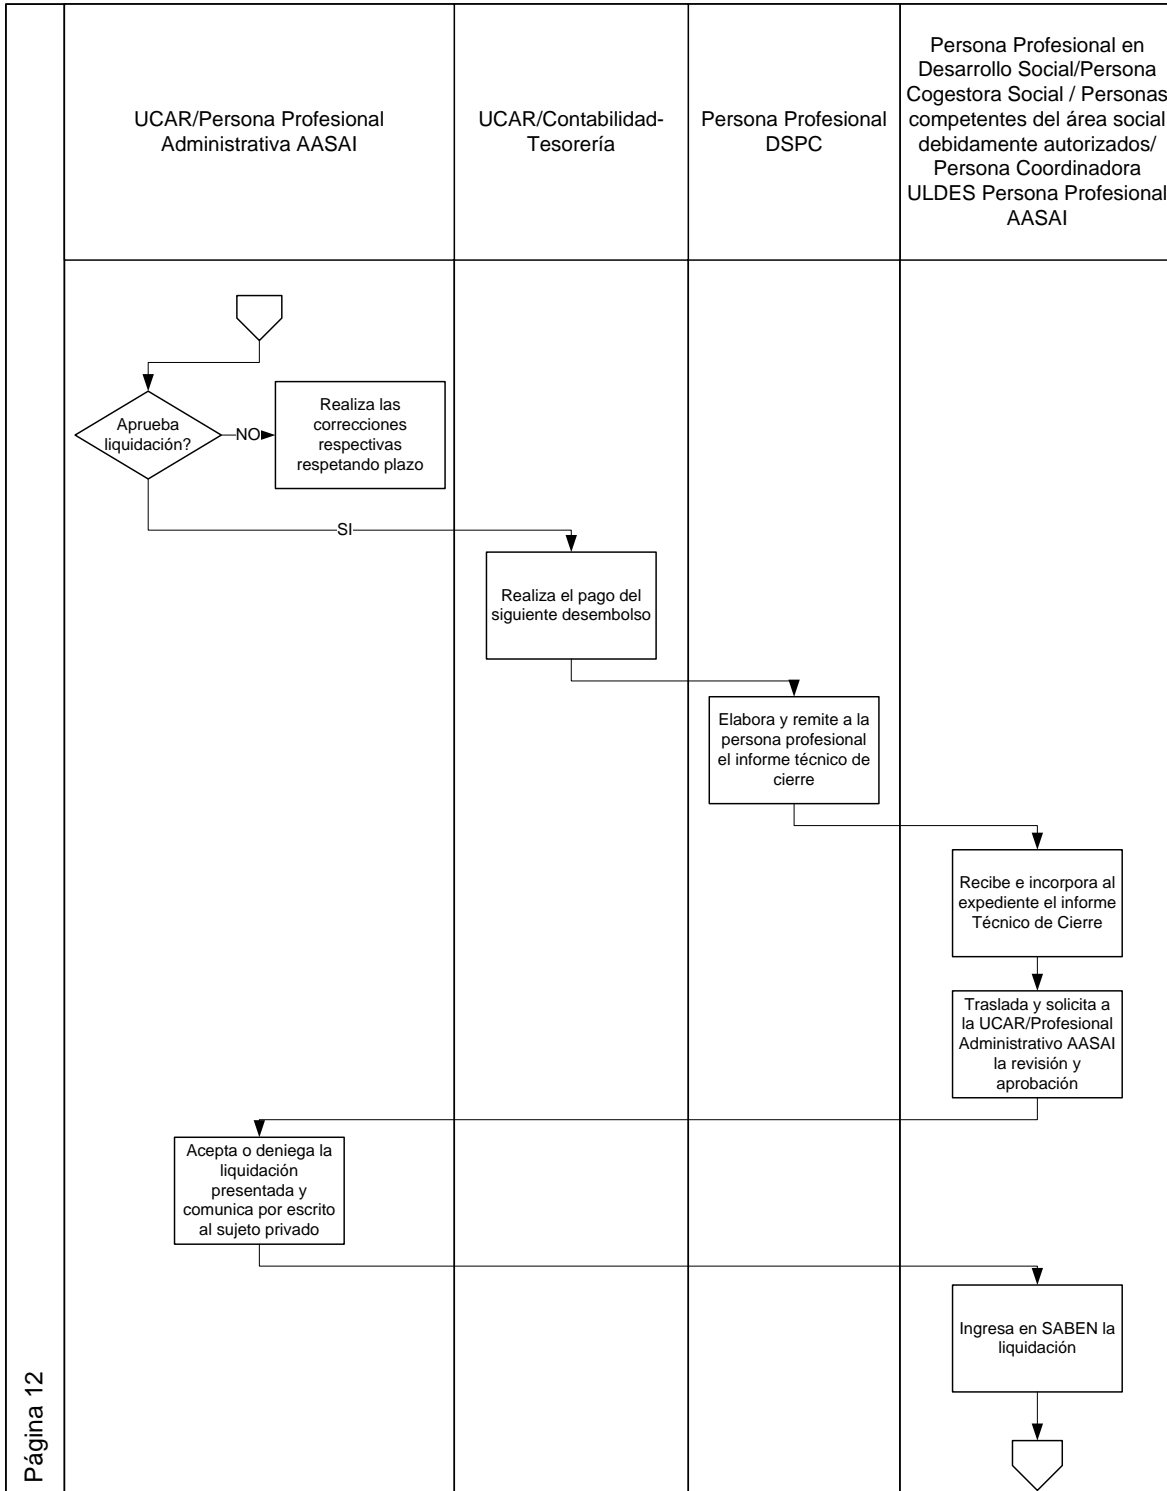 UCAR/Persona Profesional
Administrativa AASAI
UCAR/Contabilidad-
Tesorería
Persona Profesional
DSPC
Persona Profesional en
Desarrollo Social/Persona
Cogestora Social / Personas
competentes del área social
debidamente autorizados/
Persona Coordinadora
ULDES Persona Profesional
AASAI
Aprueba
liquidación?
NO
Realiza las
correcciones
respectivas
respetando plazo
SI
Realiza el pago del
siguiente desembolso
Elabora y remite a la
persona profesional
el informe técnico de
cierre
Recibe e incorpora al
expediente el informe
Técnico de Cierre
Traslada y solicita a
la UCAR/Profesional
Administrativo AASAI
la revisión y
aprobación
Acepta o deniega la
liquidación
presentada y
comunica por escrito
al sujeto privado
Ingresa en SABEN la
liquidación
Página 12